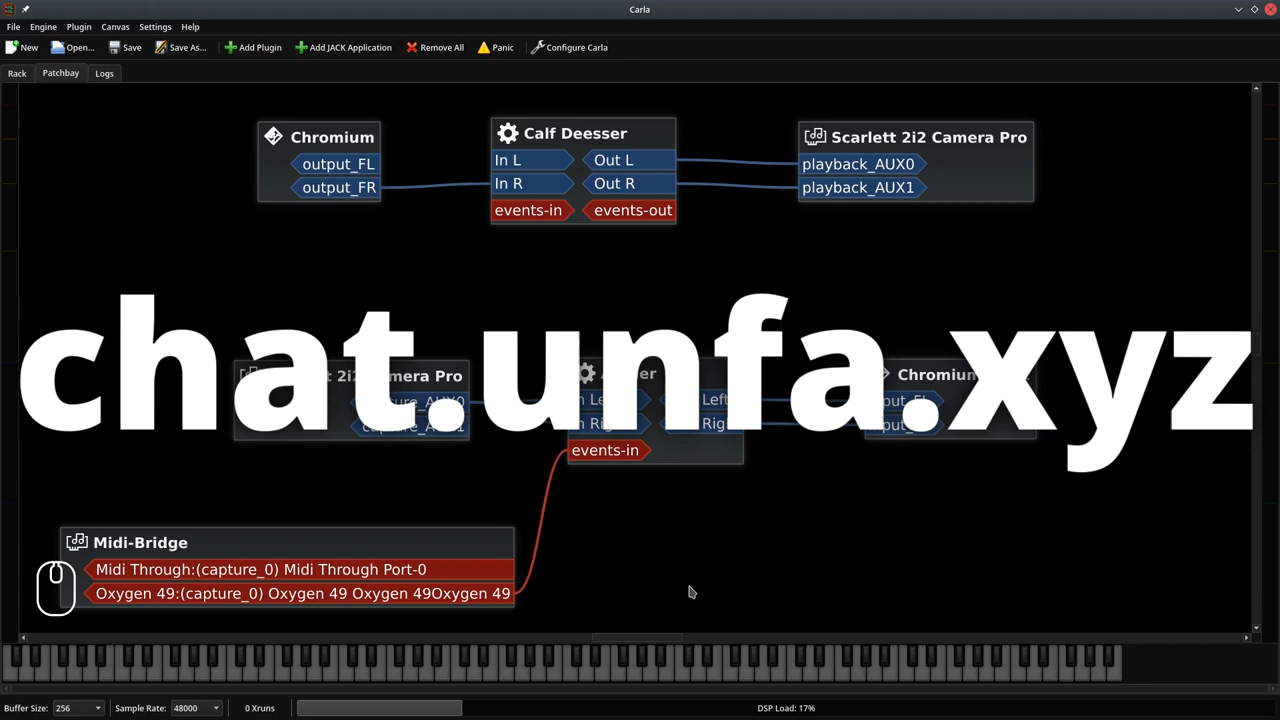 Carla
File Engine Plugin Canvas Settings Help
New Open... Save Save As... Add Plugin Add JACK Application Remove All Panic Configure Carla
Rack Patchbay Logs
Chromium
output_FL
output_FR
Calf Deesser
In L Out L
In R Out R
events-in events-out
Scarlett 2i2 Camera Pro
playback_AUX0
playback_AUX1
chat.unfa.xyz
events-in
Midi-Bridge
Midi Through:(capture_0) Midi Through Port-0
Oxygen 49:(capture_0) Oxygen 49 Oxygen 49Oxygen 49
Buffer Size: 256 Sample Rate: 48000 0 Xruns DSP Load: 17%